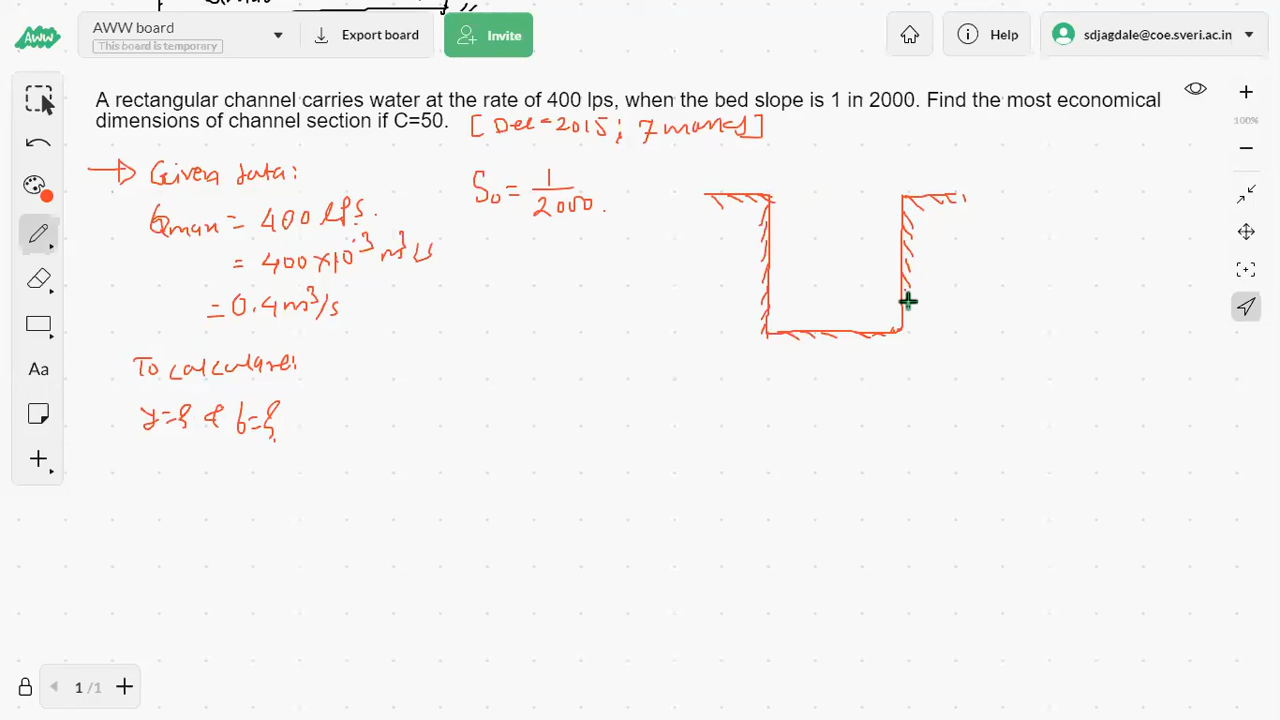 AWW board
This board is temporary
Export board
Invite
Help
sdjagdale@coe.sveri.ac.in
A rectangular channel carries water at the rate of 400 lps, when the bed slope is 1 in 2000. Find the most economical
dimensions of channel section if C=50. [Dec-2015; 7 marks]
→ Given data:
Qmax = 400 lps.
= 400×10⁻³ m³/s
= 0.4 m³/s
S₀ = 1/2000.
To calculate:
y=? & b=?
Aa
100%
1 /1